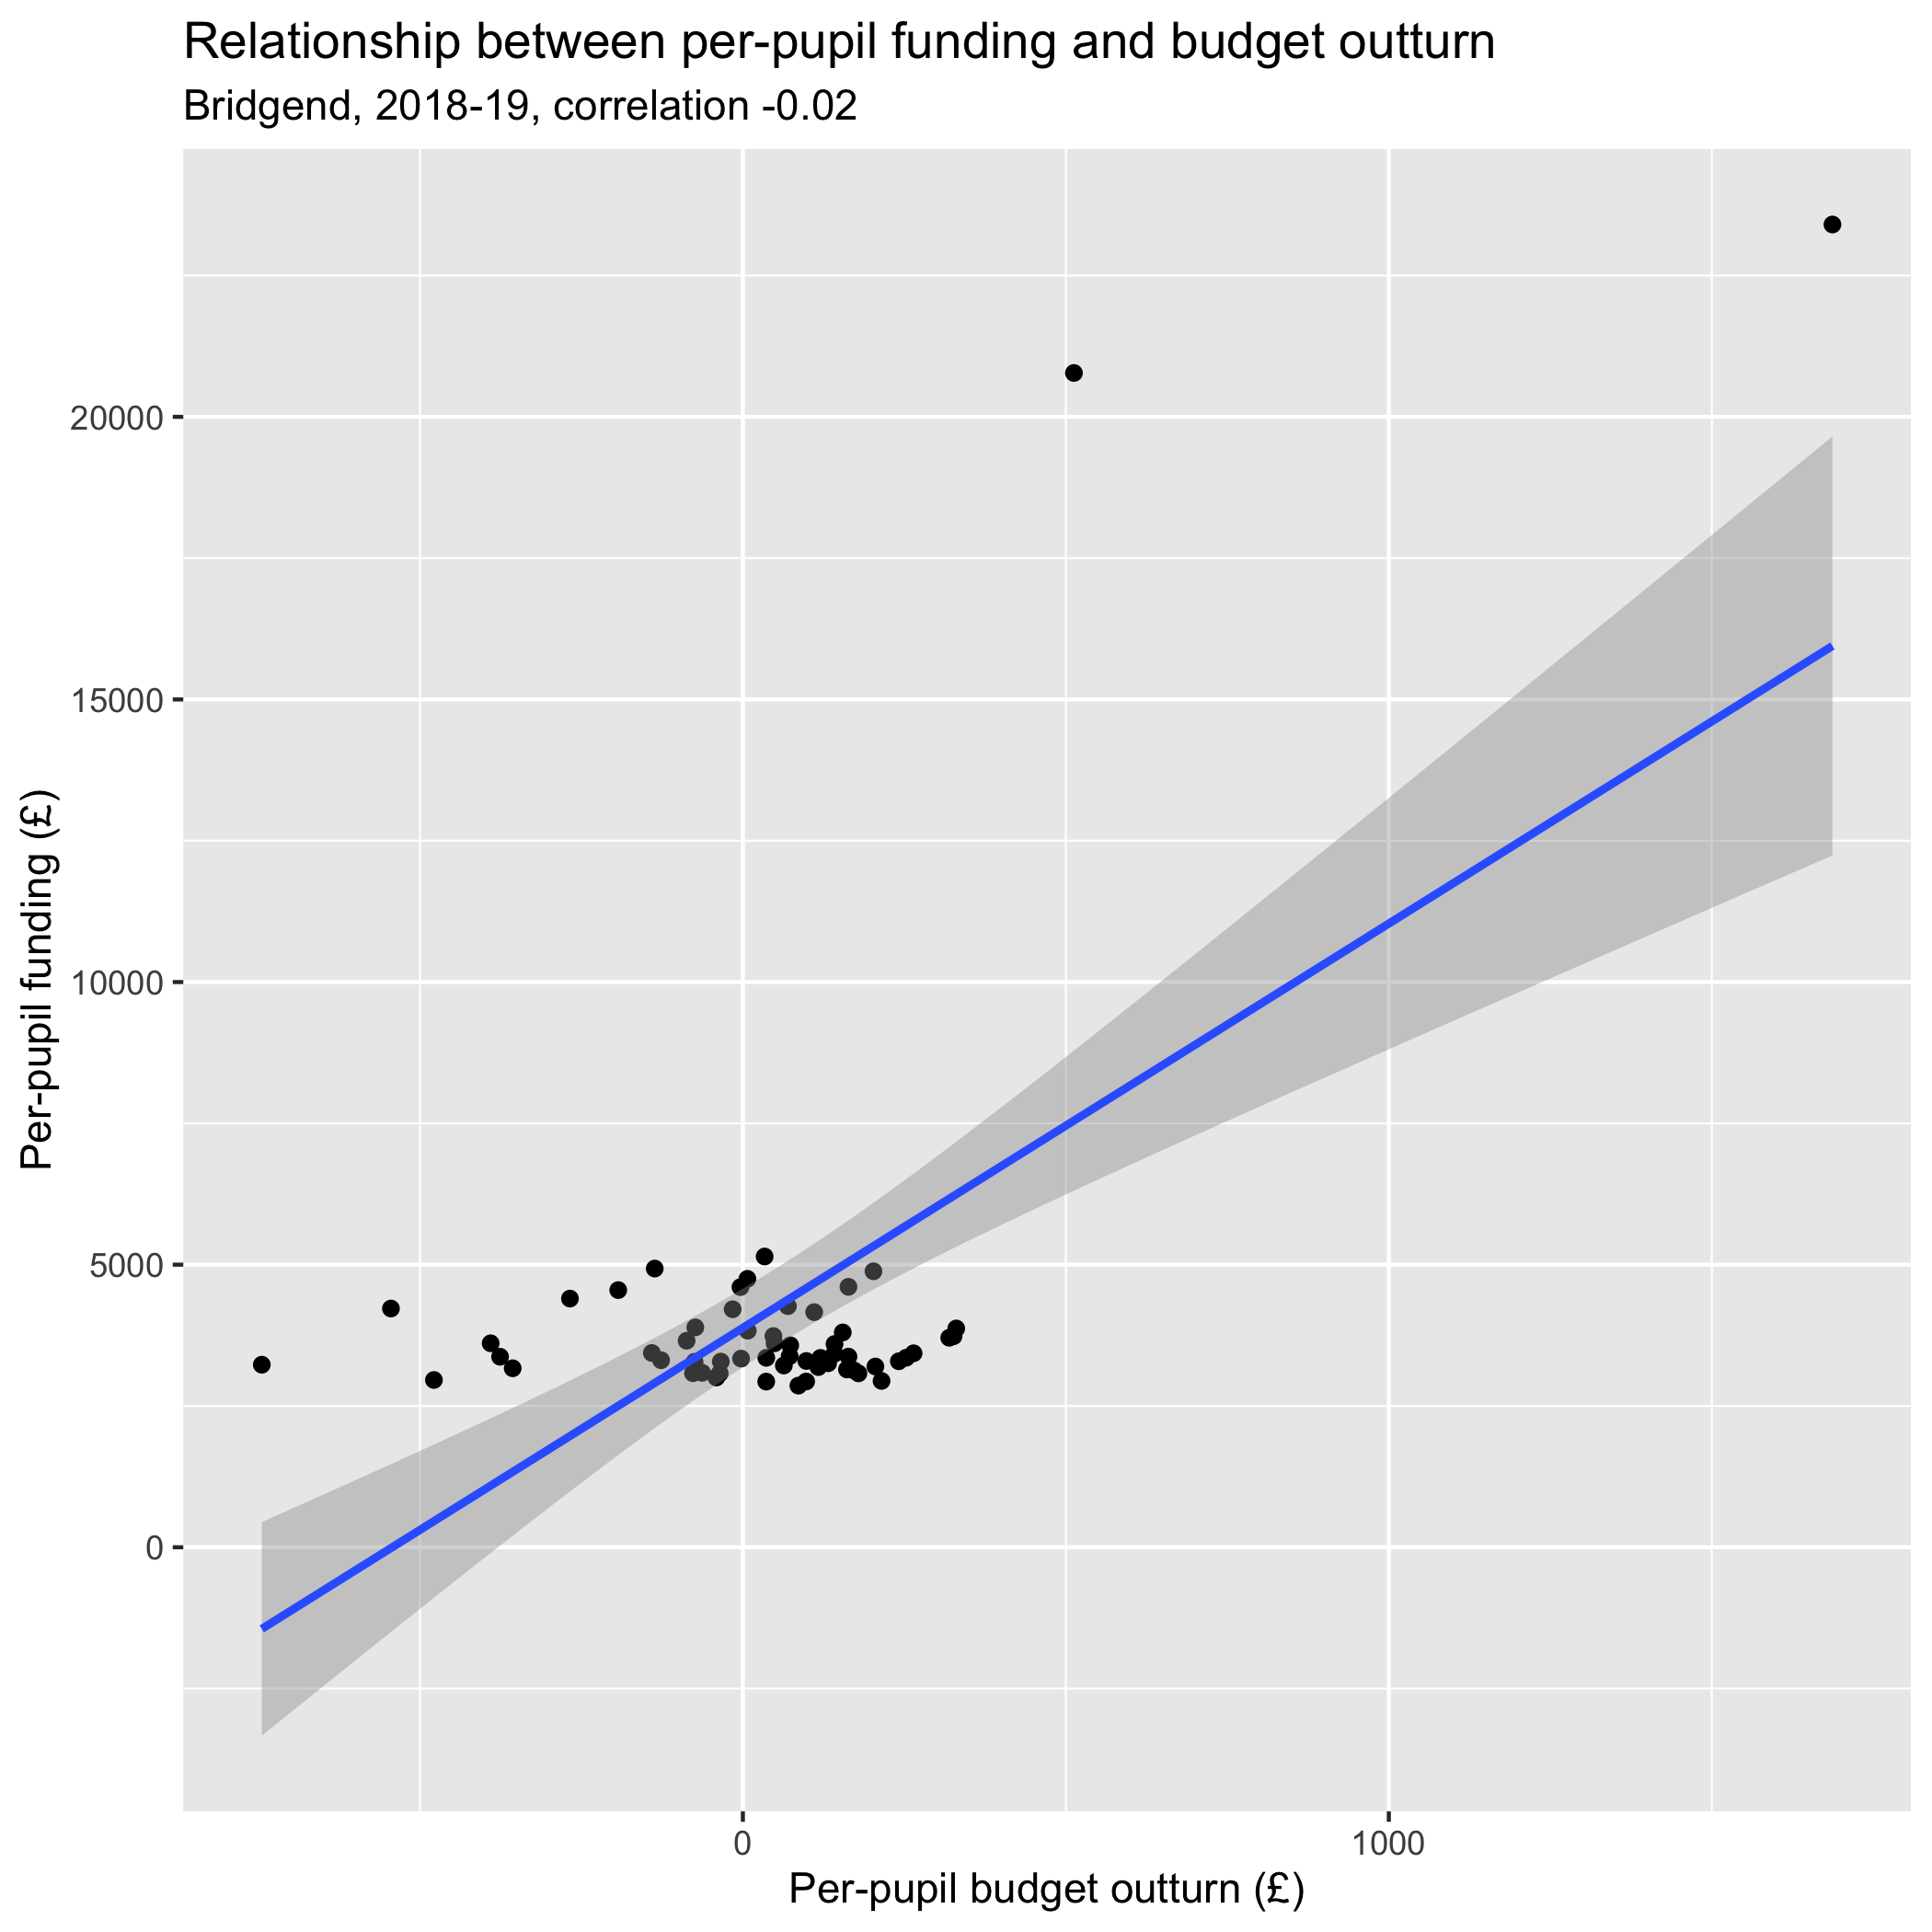 Relationship between per-pupil funding and budget outturn
Bridgend, 2018-19, correlation -0.02
Per-pupil funding (£)
20000
15000
10000
5000
0
0
1000
Per-pupil budget outturn (£)